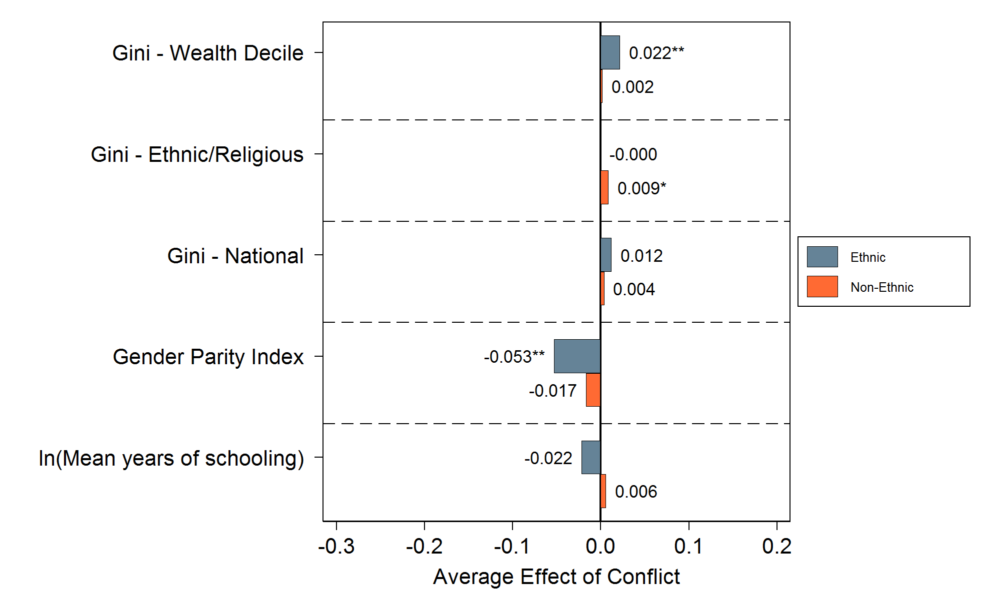 Gini - Wealth Decile
0.022**
0.002
Gini - Ethnic/Religious
-0.000
0.009*
Gini - National
0.012
0.004
Ethnic
Non-Ethnic
Gender Parity Index
-0.053**
-0.017
ln(Mean years of schooling)
-0.022
0.006
-0.3 -0.2 -0.1 0.0 0.1 0.2
Average Effect of Conflict